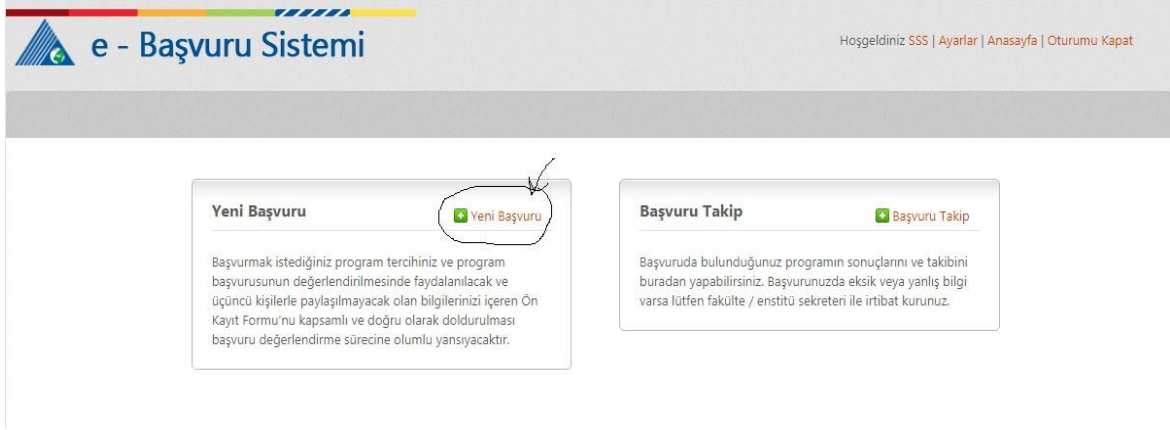 e - Başvuru Sistemi
Hoşgeldiniz SSS | Ayarlar | Anasayfa | Oturumu Kapat
Yeni Başvuru
Yeni Başvuru
Başvurmak istediğiniz program tercihiniz ve program
başvurusunun değerlendirilmesinde faydalanılacak ve
üçüncü kişilerle paylaşılmayacak olan bilgilerinizi içeren Ön
Kayıt Formu'nu kapsamlı ve doğru olarak doldurulması
başvuru değerlendirme sürecine olumlu yansıyacaktır.
Başvuru Takip
Başvuru Takip
Başvuruda bulunduğunuz programın sonuçlarını ve takibini
buradan yapabilirsiniz. Başvurunuzda eksik veya yanlış bilgi
varsa lütfen fakülte / enstitü sekreteri ile irtibat kurunuz.